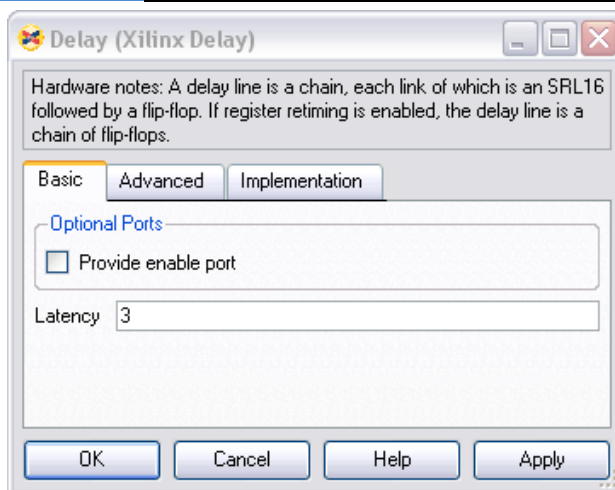 Delay (Xilinx Delay)
Hardware notes: A delay line is a chain, each link of which is an SRL16
followed by a flip-flop. If register retiming is enabled, the delay line is a
chain of flip-flops.
Basic Advanced Implementation
Optional Ports
Provide enable port
Latency 3
OK Cancel Help Apply